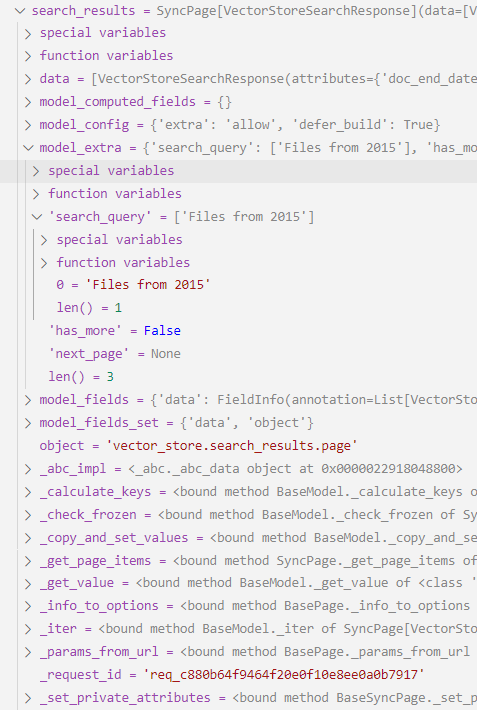 search_results = SyncPage[VectorStoreSearchResponse](data=[V
special variables
function variables
data = [VectorStoreSearchResponse(attributes={'doc_end_date
model_computed_fields = {}
model_config = {'extra': 'allow', 'defer_build': True}
model_extra = {'search_query': ['Files from 2015'], 'has_mo
special variables
function variables
'search_query' = ['Files from 2015']
special variables
function variables
0 = 'Files from 2015'
len() = 1
'has_more' = False
'next_page' = None
len() = 3
model_fields = {'data': FieldInfo(annotation=List[VectorSto
model_fields_set = {'data', 'object'}
object = 'vector_store.search_results.page'
_abc_impl = <_abc._abc_data object at 0x0000022918048800>
_calculate_keys = <bound method BaseModel._calculate_keys o
_check_frozen = <bound method BaseModel._check_frozen of Sy
_copy_and_set_values = <bound method BaseModel._copy_and_se
_get_page_items = <bound method SyncPage._get_page_items of
_get_value = <bound method BaseModel._get_value of <class '
_info_to_options = <bound method BasePage._info_to_options
_iter = <bound method BaseModel._iter of SyncPage[VectorSto
_params_from_url = <bound method BasePage._params_from_url
_request_id = 'req_c880b64f9464f20e0f10e8ee0a0b7917'
_set_private_attributes = <bound method BaseSyncPage._set_p